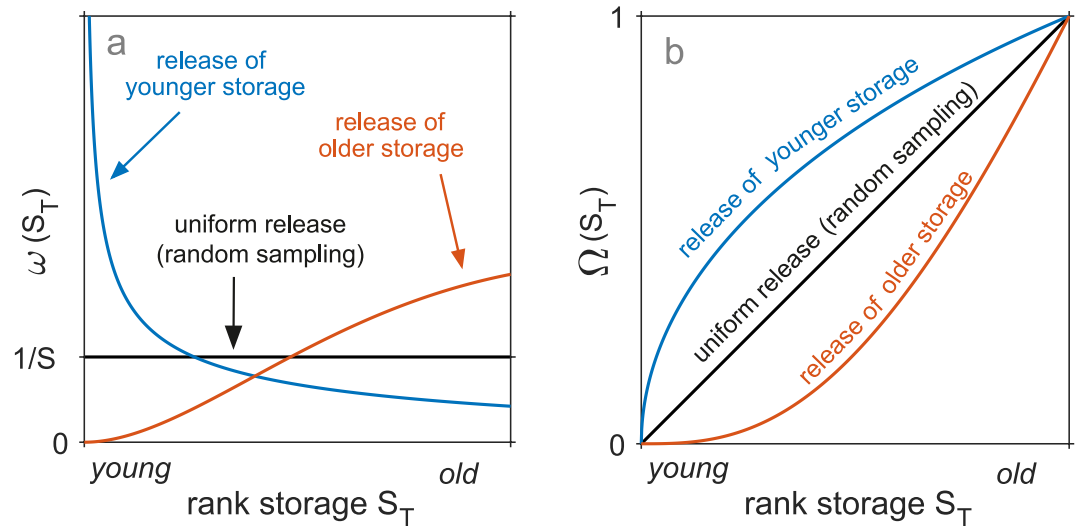 a
release of
younger storage
release of
older storage
uniform release
(random sampling)
ω (S_T)
1/S
0
young
old
rank storage S_T
b
1
release of younger storage
uniform release (random sampling)
release of older storage
Ω (S_T)
0
young
old
rank storage S_T